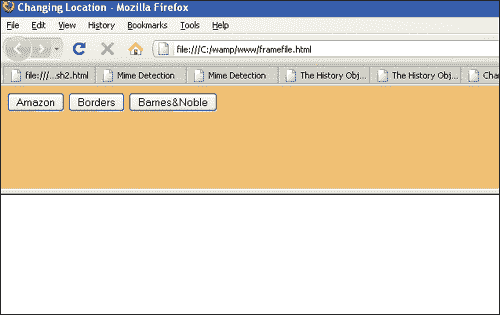 Changing Location - Mozilla Firefox
File Edit View History Bookmarks Tools Help
file:///C:/wamp/www/framefile.html
file:///...sh2.html Mime Detection Mime Detection The History Obj... The History Obj... Cha
Amazon Borders Barnes&Noble